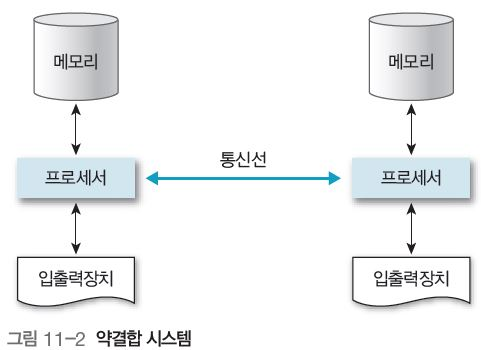 메모리
메모리
통신선
프로세서
프로세서
입출력장치
입출력장치
그림 11-2 약결합 시스템